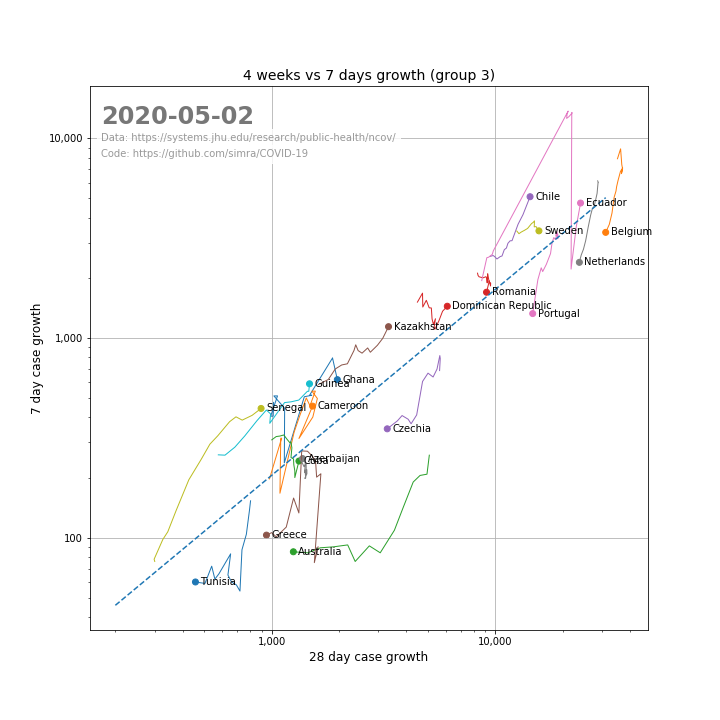 4 weeks vs 7 days growth (group 3)
2020-05-02
Data: https://systems.jhu.edu/research/public-health/ncov/
Code: https://github.com/simra/COVID-19
10,000
1,000
100
7 day case growth
Chile
Ecuador
Sweden
Belgium
Netherlands
Romania
Dominican Republic
Portugal
Kazakhstan
Ghana
Guinea
Senegal
Cameroon
Czechia
Azerbaijan
Cuba
Greece
Australia
Tunisia
1,000
10,000
28 day case growth